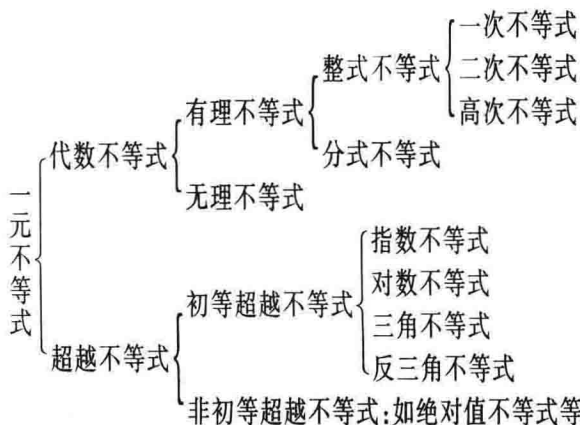 一元不等式
代数不等式
有理不等式
整式不等式
一次不等式
二次不等式
高次不等式
分式不等式
无理不等式
超越不等式
初等超越不等式
指数不等式
对数不等式
三角不等式
反三角不等式
非初等超越不等式:如绝对值不等式等